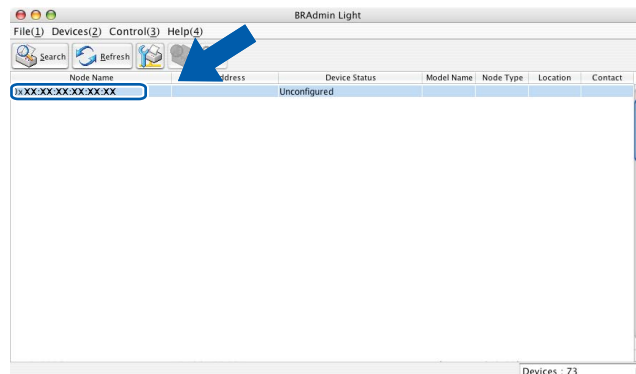 BRAdmin Light
File(1) Devices(2) Control(3) Help(4)
Search Refresh
Node Name ddress Device Status Model Name Node Type Location Contact
)x XX:XX:XX:XX:XX:XX Unconfigured
Devices : 73